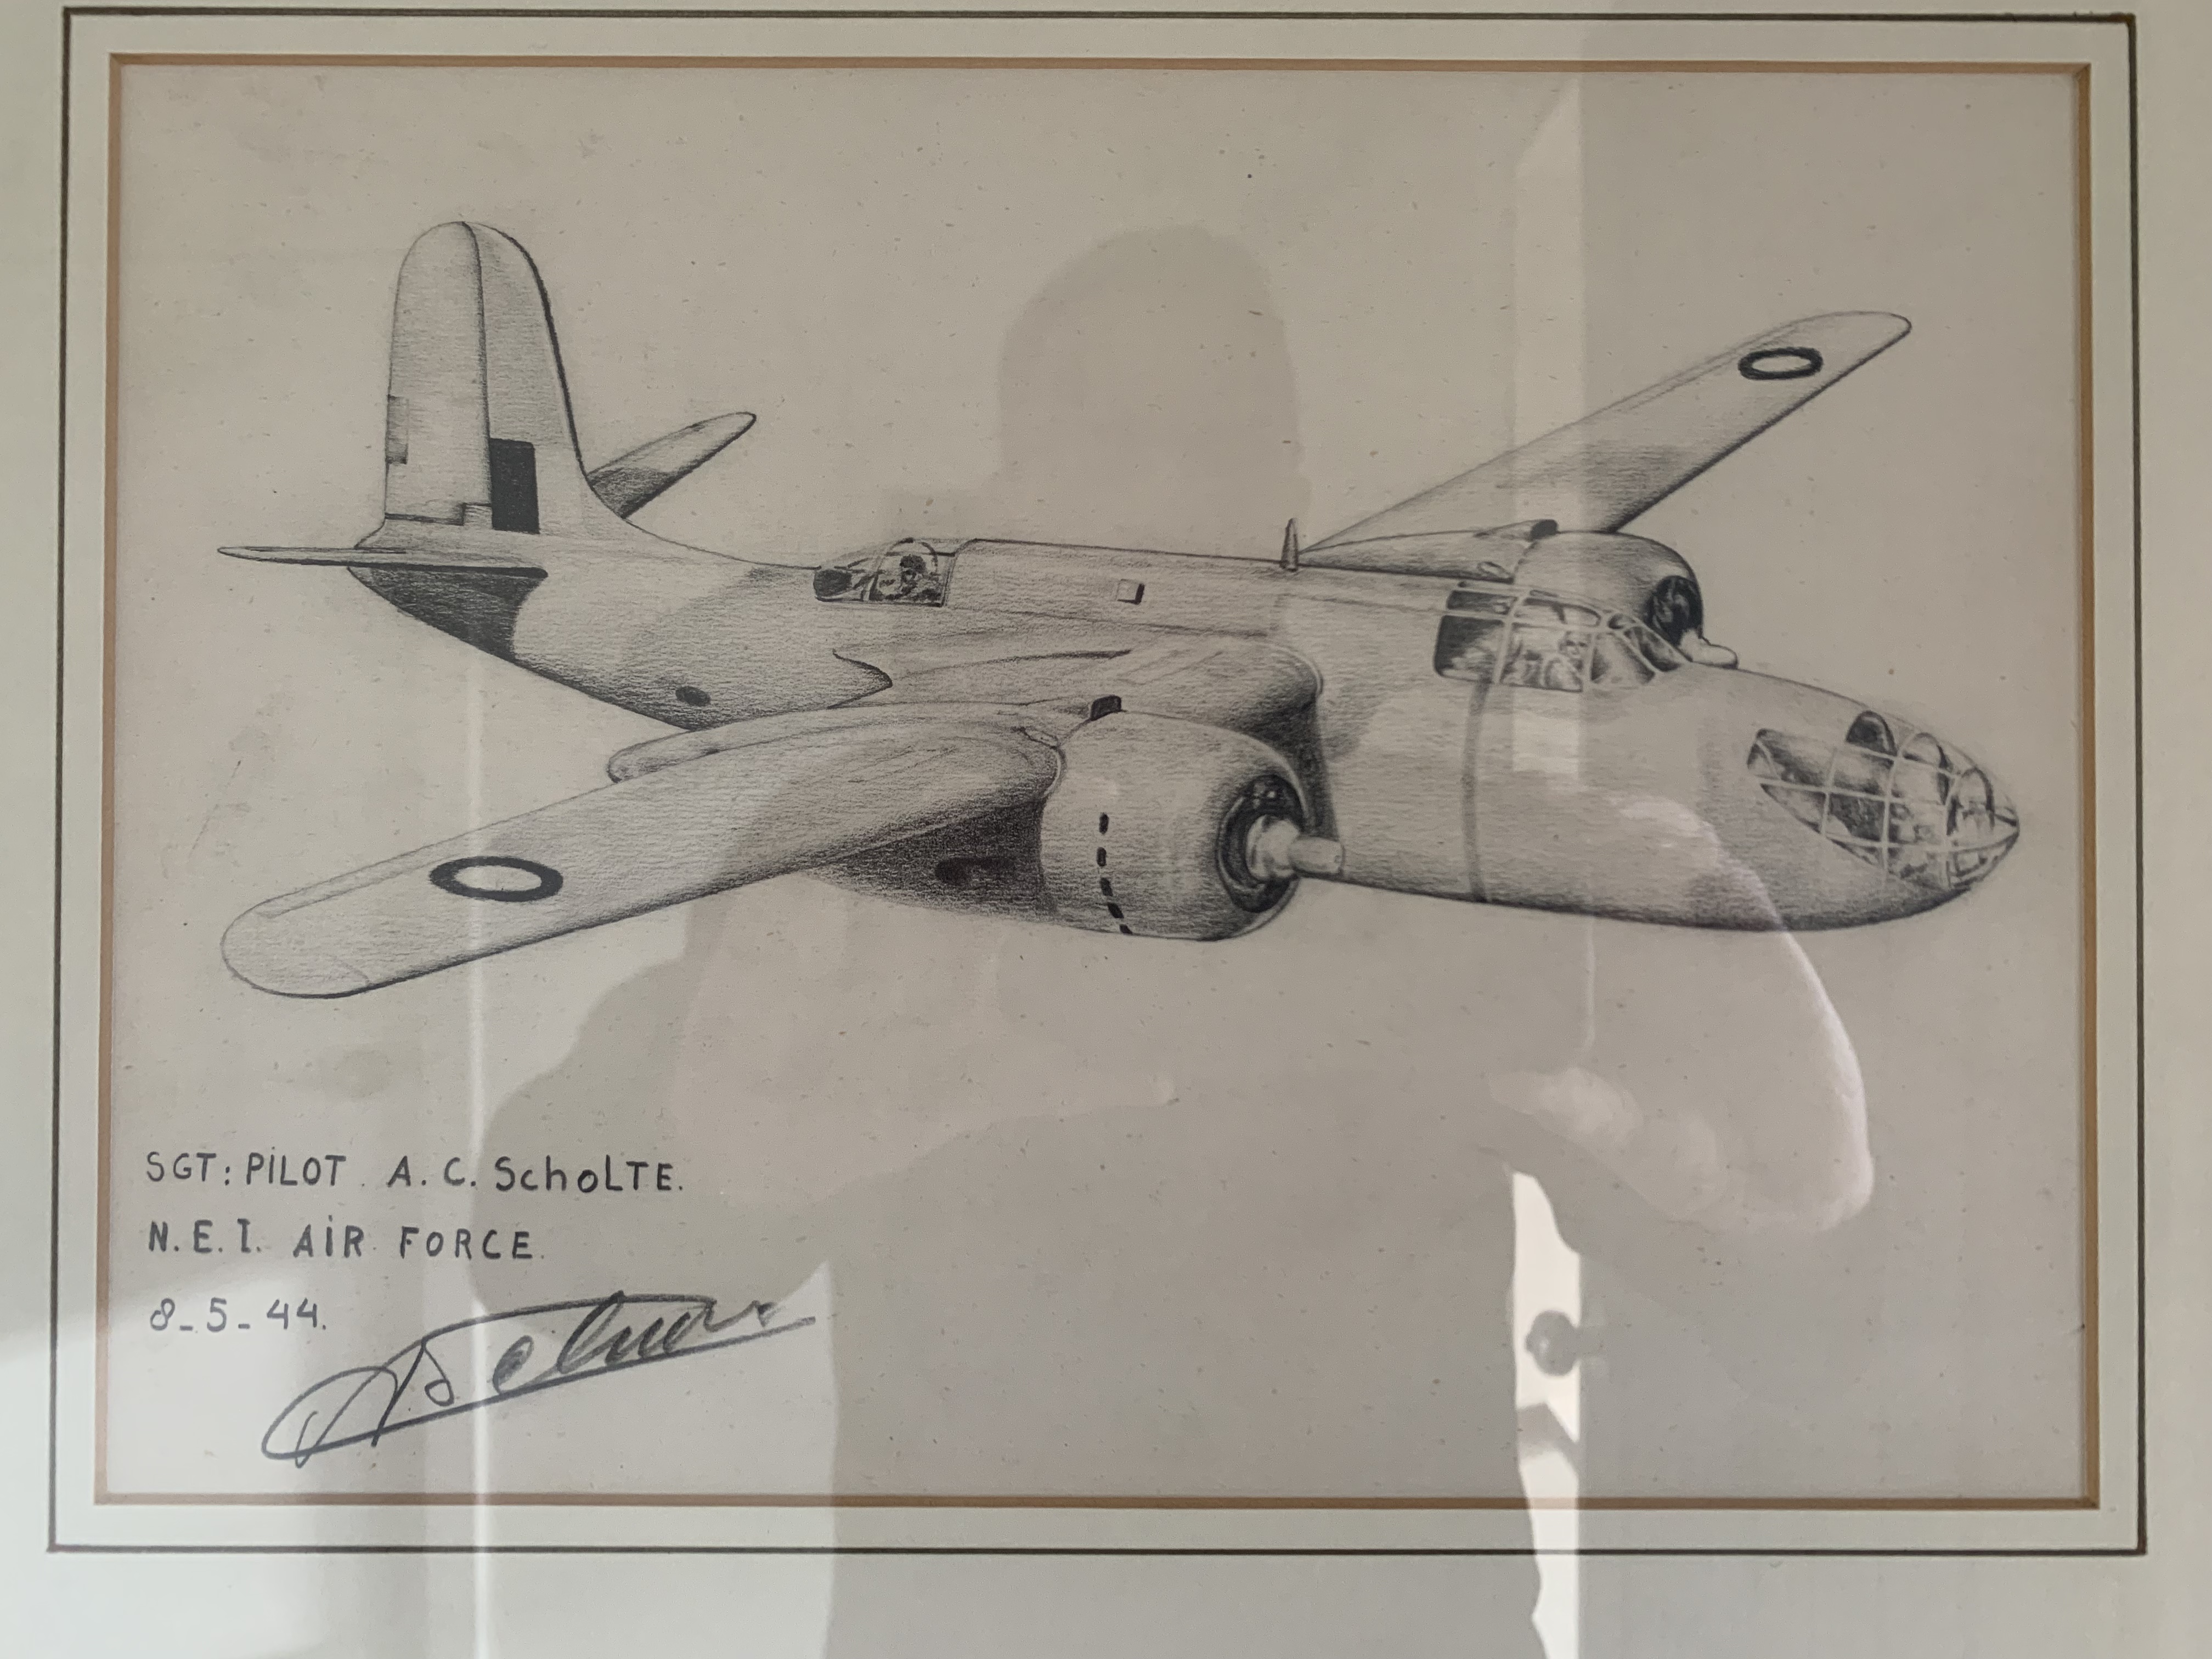 SGT: PILOT. A. C. SchoLTE.
N. E. I. AIR FORCE.
8-5-44.